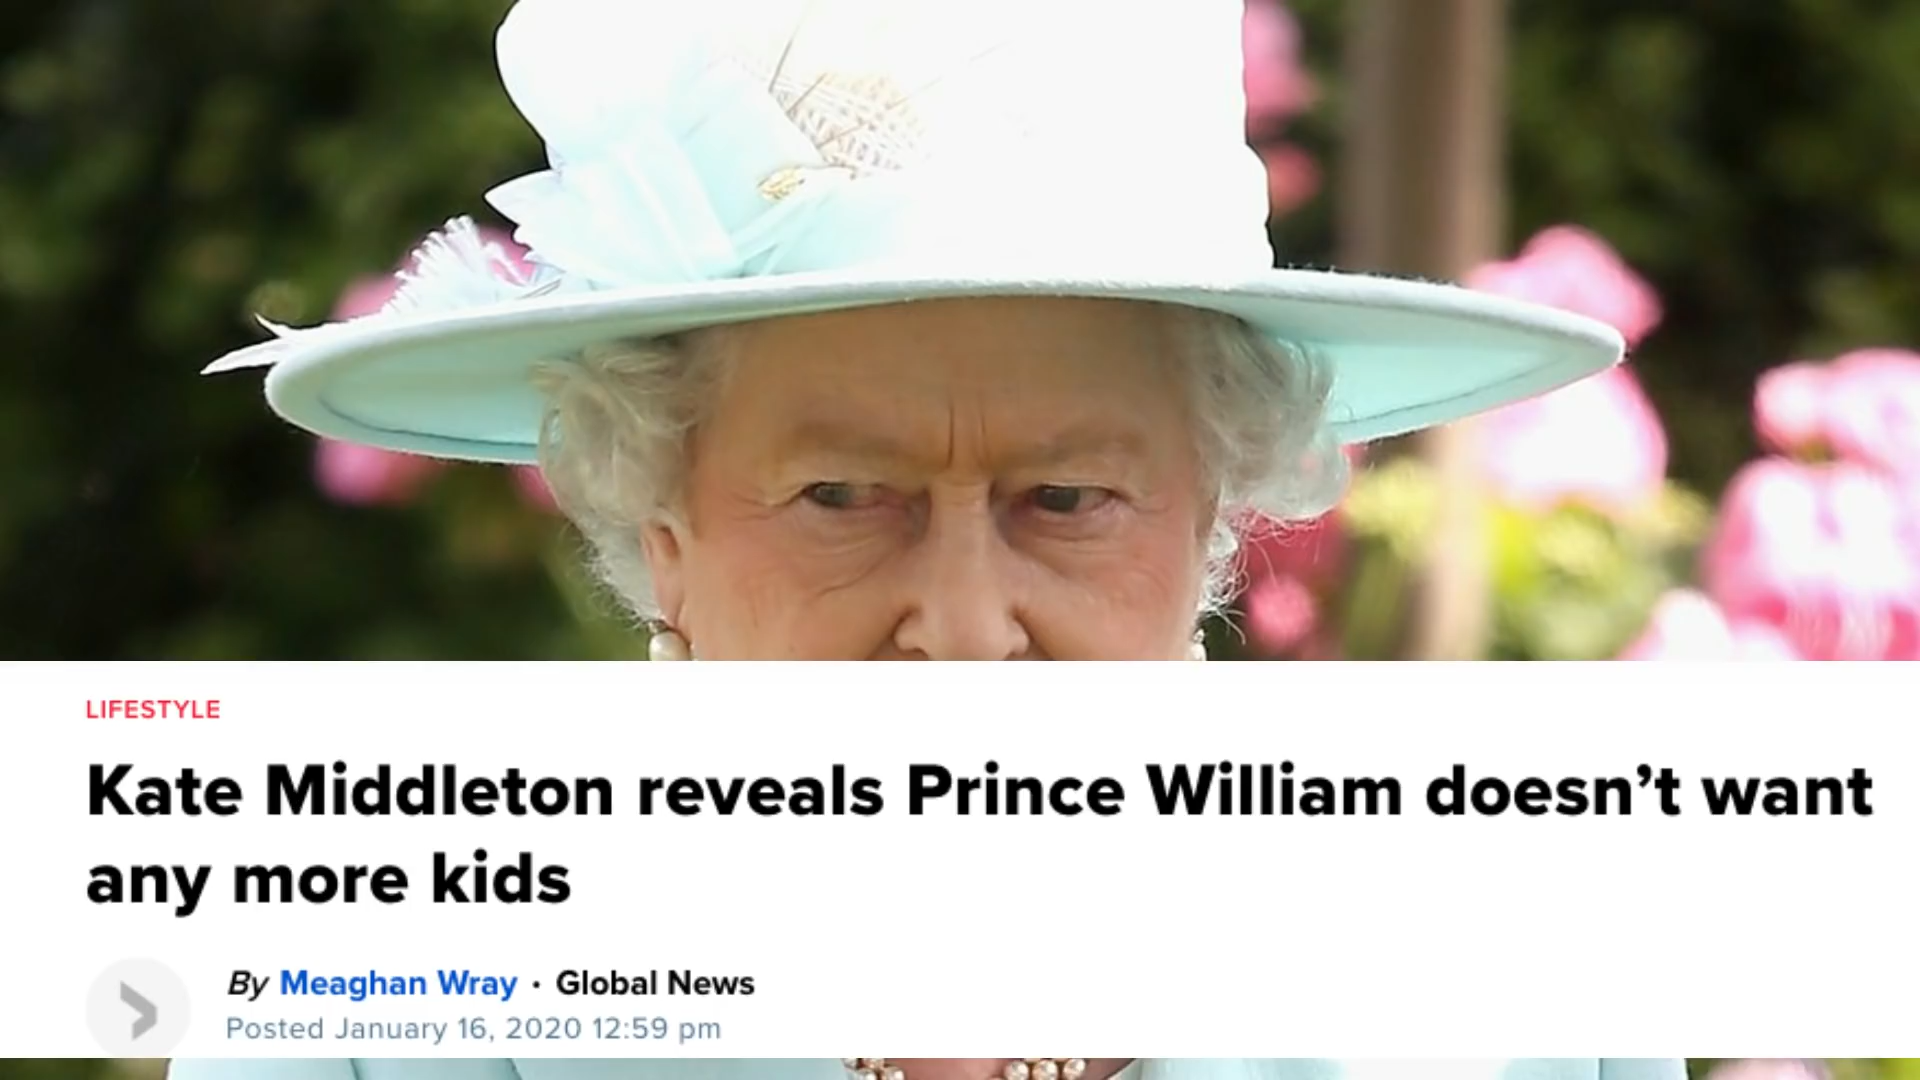 LIFESTYLE
Kate Middleton reveals Prince William doesn’t want
any more kids
By Meaghan Wray · Global News
Posted January 16, 2020 12:59 pm